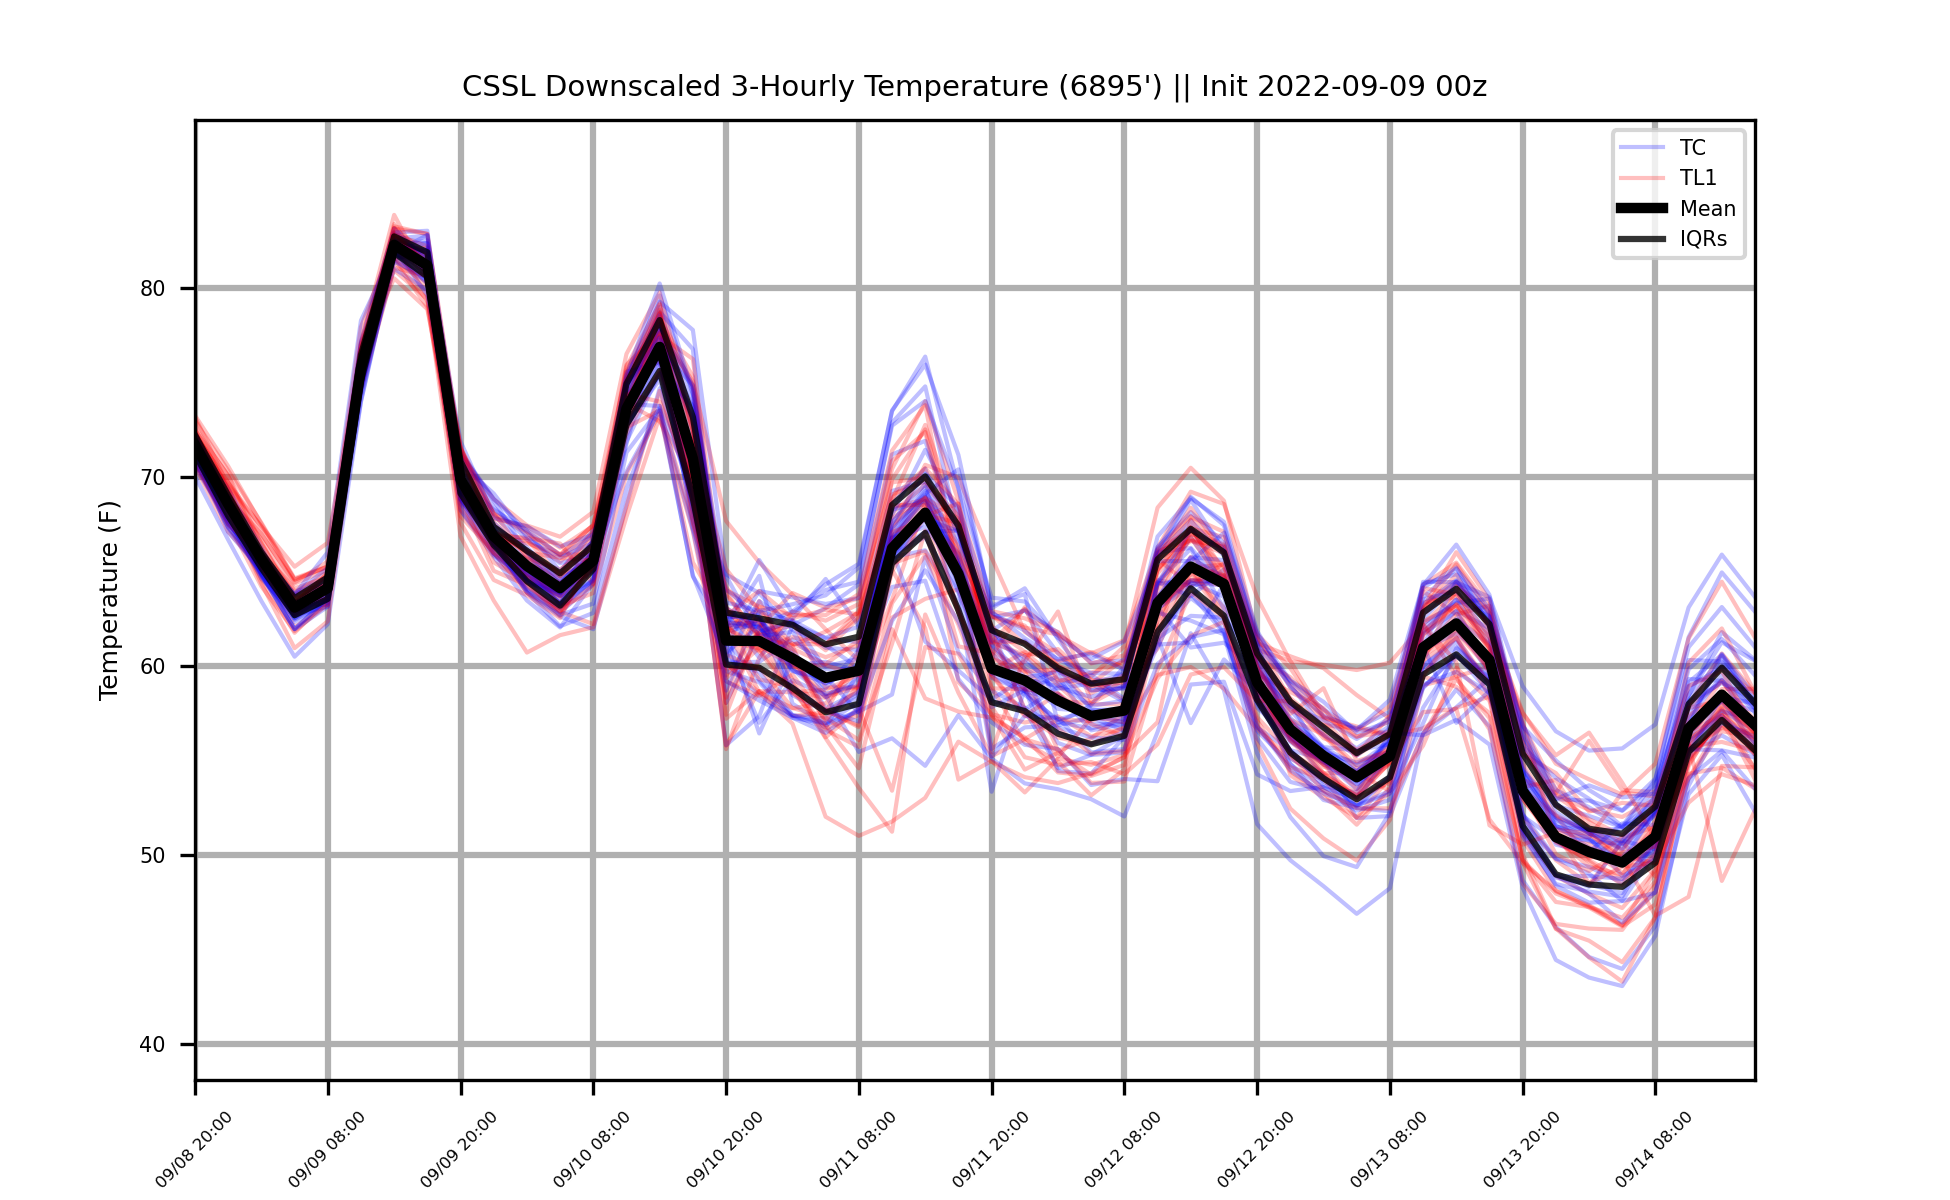 CSSL Downscaled 3-Hourly Temperature (6895') || Init 2022-09-09 00z
TC
TL1
Mean
IQRs
Temperature (F)
80
70
60
50
40
09/08 20:00
09/09 08:00
09/09 20:00
09/10 08:00
09/10 20:00
09/11 08:00
09/11 20:00
09/12 08:00
09/12 20:00
09/13 08:00
09/13 20:00
09/14 08:00